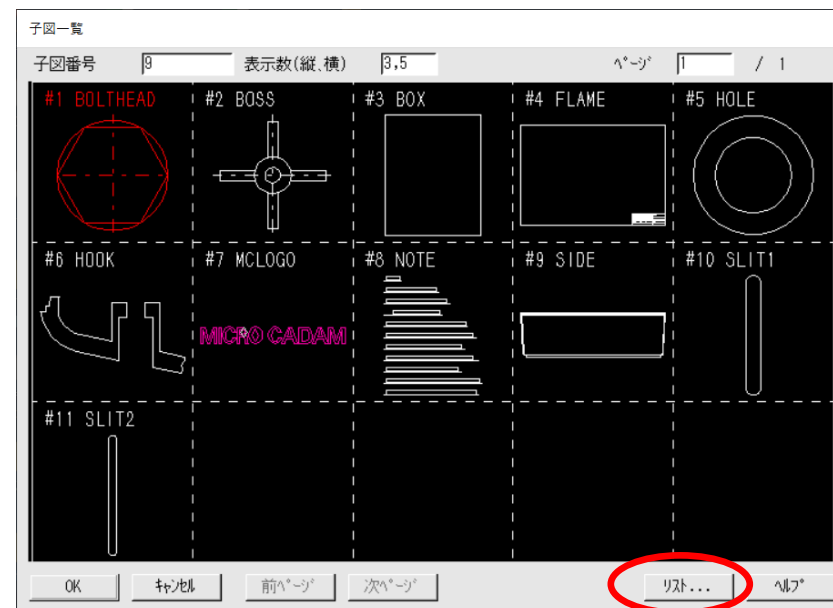 子図一覧
子図番号 9 表示数(縦、横) 3,5 ﾍﾟｰｼﾞ 1 / 1
#1 BOLTHEAD #2 BOSS #3 BOX #4 FLAME #5 HOLE
#6 HOOK #7 MCLOGO #8 NOTE #9 SIDE #10 SLIT1
MICRO CADAM
#11 SLIT2
OK ｷｬﾝｾﾙ 前ﾍﾟｰｼﾞ 次ﾍﾟｰｼﾞ ﾘｽﾄ... ﾍﾙﾌﾟ